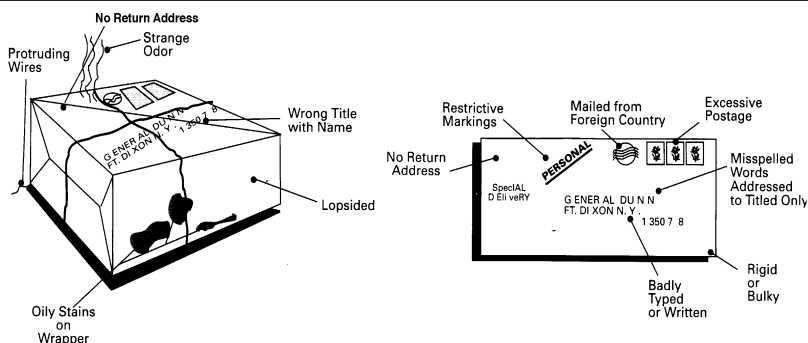 No Return Address
Strange
Odor
Protruding
Wires
Wrong Title
with Name
G ENER AL DU N N
FT. DI XON N. Y. 1 350 7 8
Lopsided
Oily Stains
on
Wrapper
Restrictive
Markings
Mailed from
Foreign Country
Excessive
Postage
No Return
Address
PERSONAL
SpecIAL
D Eli veRY
Misspelled
Words
Addressed
to Titled Only
G ENER AL DU N N
FT. DI XON N. Y.
1 350 7 8
Badly
Typed
or Written
Rigid
or
Bulky